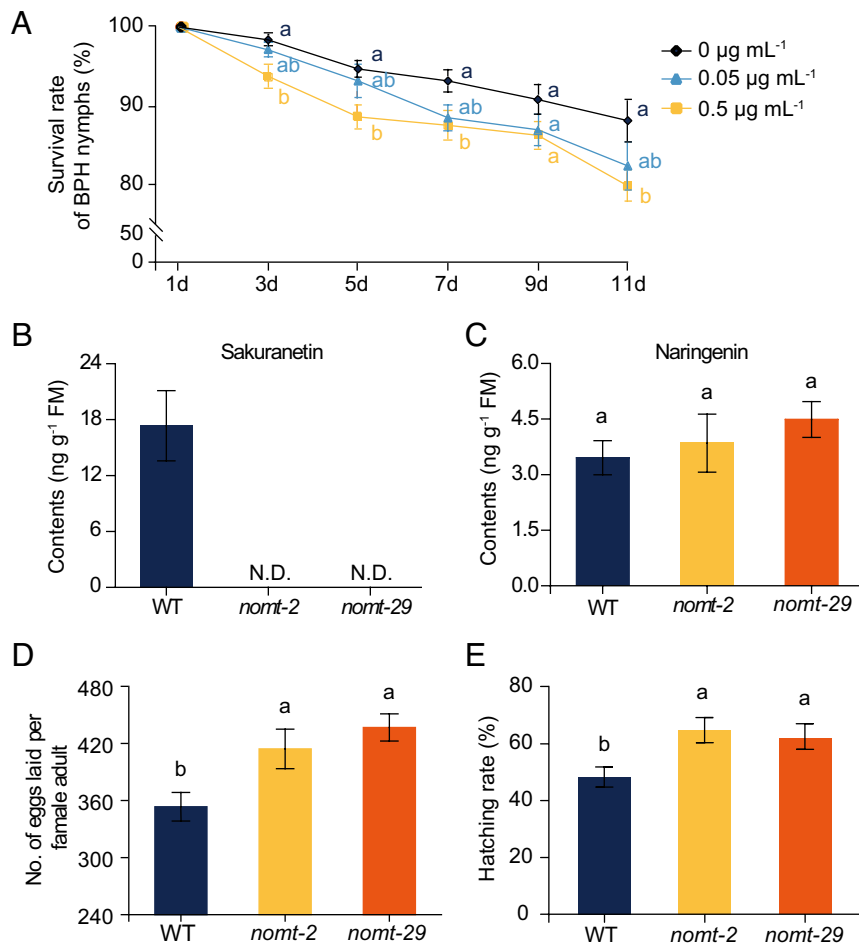 A
Survival rate
of BPH nymphs (%)
100
90
80
50
0
a
a
a
a
a
ab
ab
ab
a
ab
b
b
b
a
b
0 µg mL-1
0.05 µg mL-1
0.5 µg mL-1
1d 3d 5d 7d 9d 11d
B
Sakuranetin
Contents (ng g-1 FM)
24
18
12
6
0
N.D. N.D.
WT nomt-2 nomt-29
C
Naringenin
Contents (ng g-1 FM)
6.0
4.5
3.0
1.5
0.0
a a a
WT nomt-2 nomt-29
D
No. of eggs laid per
famale adult
480
420
360
300
240
b a a
WT nomt-2 nomt-29
E
Hatching rate (%)
80
60
40
20
0
b a a
WT nomt-2 nomt-29